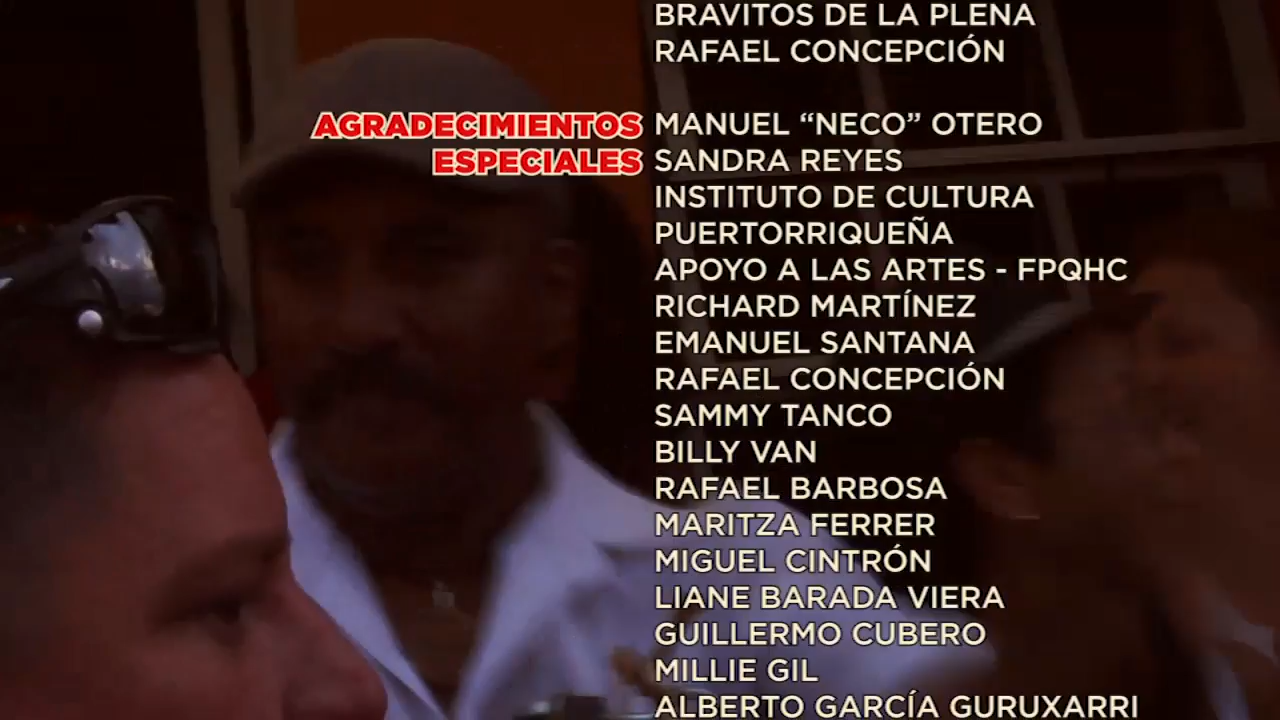 BRAVITOS DE LA PLENA
RAFAEL CONCEPCIÓN
AGRADECIMIENTOS MANUEL “NECO” OTERO
ESPECIALES SANDRA REYES
INSTITUTO DE CULTURA
PUERTORRIQUEÑA
APOYO A LAS ARTES - FPQHC
RICHARD MARTÍNEZ
EMANUEL SANTANA
RAFAEL CONCEPCIÓN
SAMMY TANCO
BILLY VAN
RAFAEL BARBOSA
MARITZA FERRER
MIGUEL CINTRÓN
LIANE BARADA VIERA
GUILLERMO CUBERO
MILLIE GIL
ALBERTO GARCÍA GURUXARRI